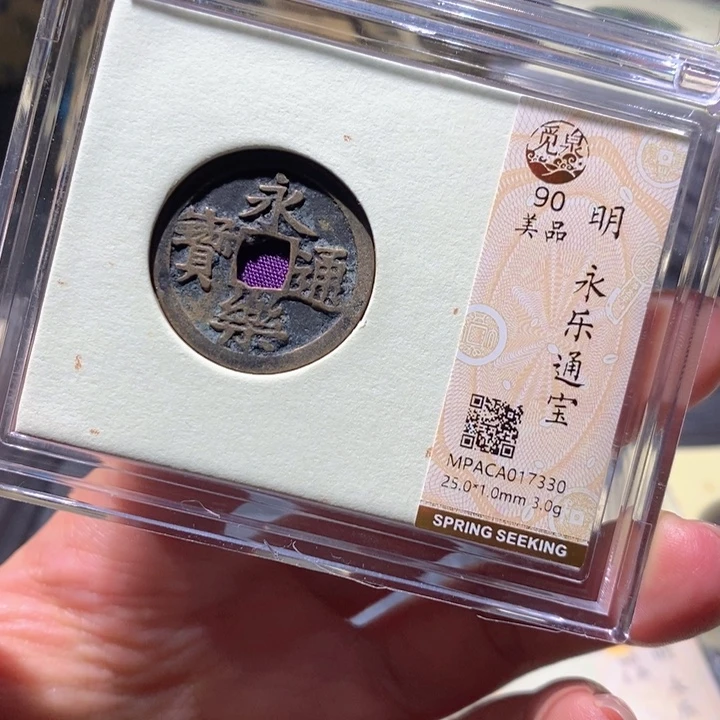 永樂通寶
觅泉
90
美品
明
永乐通宝
MPACA017330
25.0*1.0mm 3.0g
SPRING SEEKING